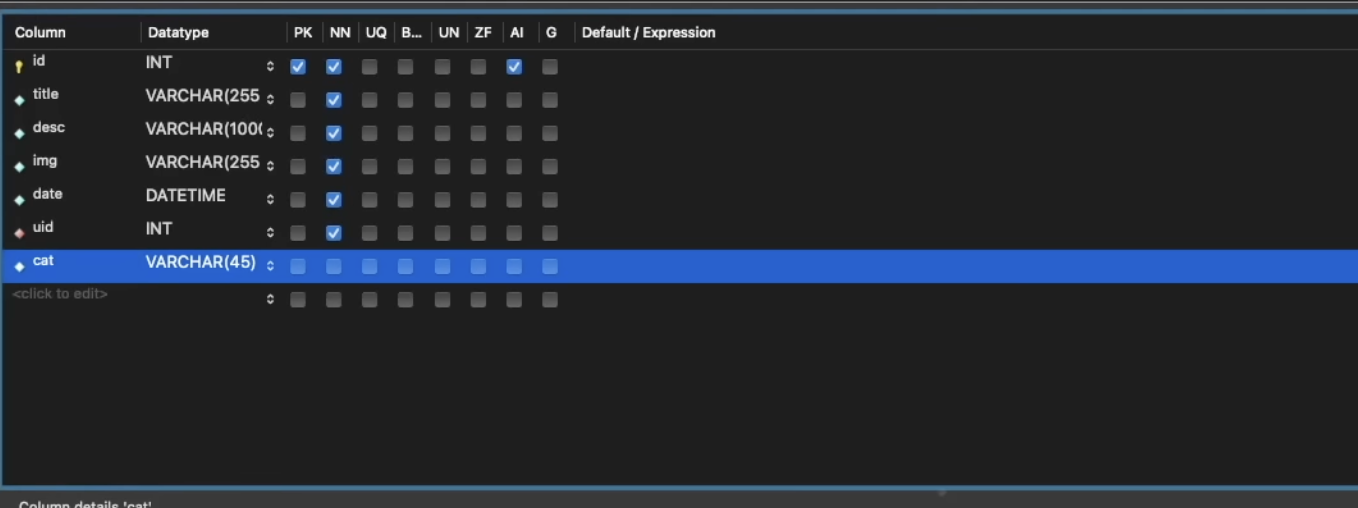 Column Datatype PK NN UQ B... UN ZF AI G Default / Expression
id INT
title VARCHAR(255
desc VARCHAR(100
img VARCHAR(255
date DATETIME
uid INT
cat VARCHAR(45)
<click to edit>
Column details 'cat'